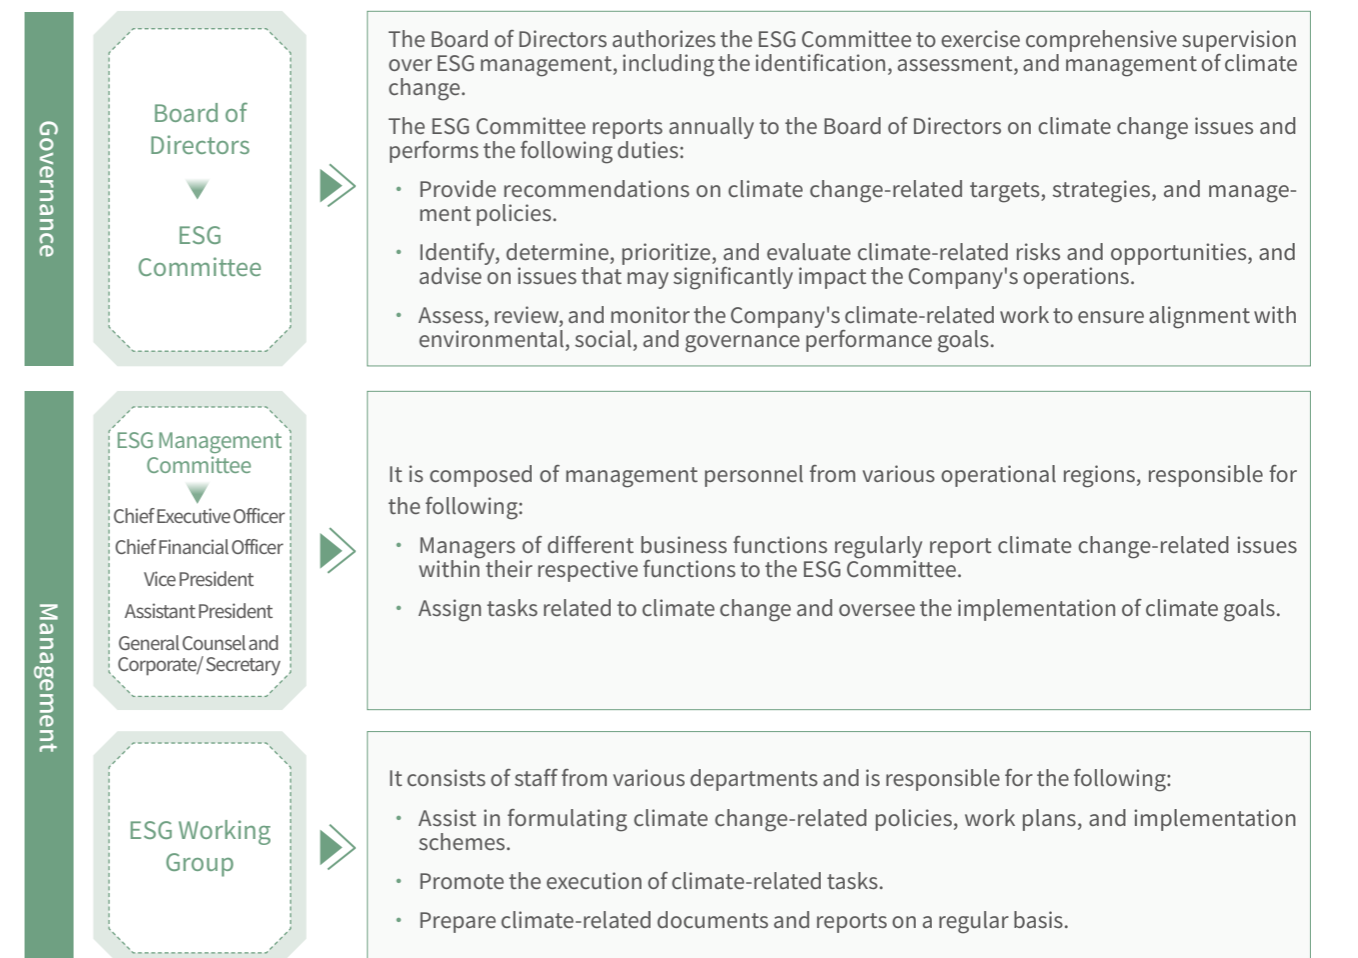 Governance
Board of
Directors
ESG
Committee
The Board of Directors authorizes the ESG Committee to exercise comprehensive supervision
over ESG management, including the identification, assessment, and management of climate
change.
The ESG Committee reports annually to the Board of Directors on climate change issues and
performs the following duties:
• Provide recommendations on climate change-related targets, strategies, and manage-
ment policies.
• Identify, determine, prioritize, and evaluate climate-related risks and opportunities, and
advise on issues that may significantly impact the Company's operations.
• Assess, review, and monitor the Company's climate-related work to ensure alignment with
environmental, social, and governance performance goals.
Management
ESG Management
Committee
Chief Executive Officer
Chief Financial Officer
Vice President
Assistant President
General Counsel and
Corporate/ Secretary
It is composed of management personnel from various operational regions, responsible for
the following:
• Managers of different business functions regularly report climate change-related issues
within their respective functions to the ESG Committee.
• Assign tasks related to climate change and oversee the implementation of climate goals.
ESG Working
Group
It consists of staff from various departments and is responsible for the following:
• Assist in formulating climate change-related policies, work plans, and implementation
schemes.
• Promote the execution of climate-related tasks.
• Prepare climate-related documents and reports on a regular basis.